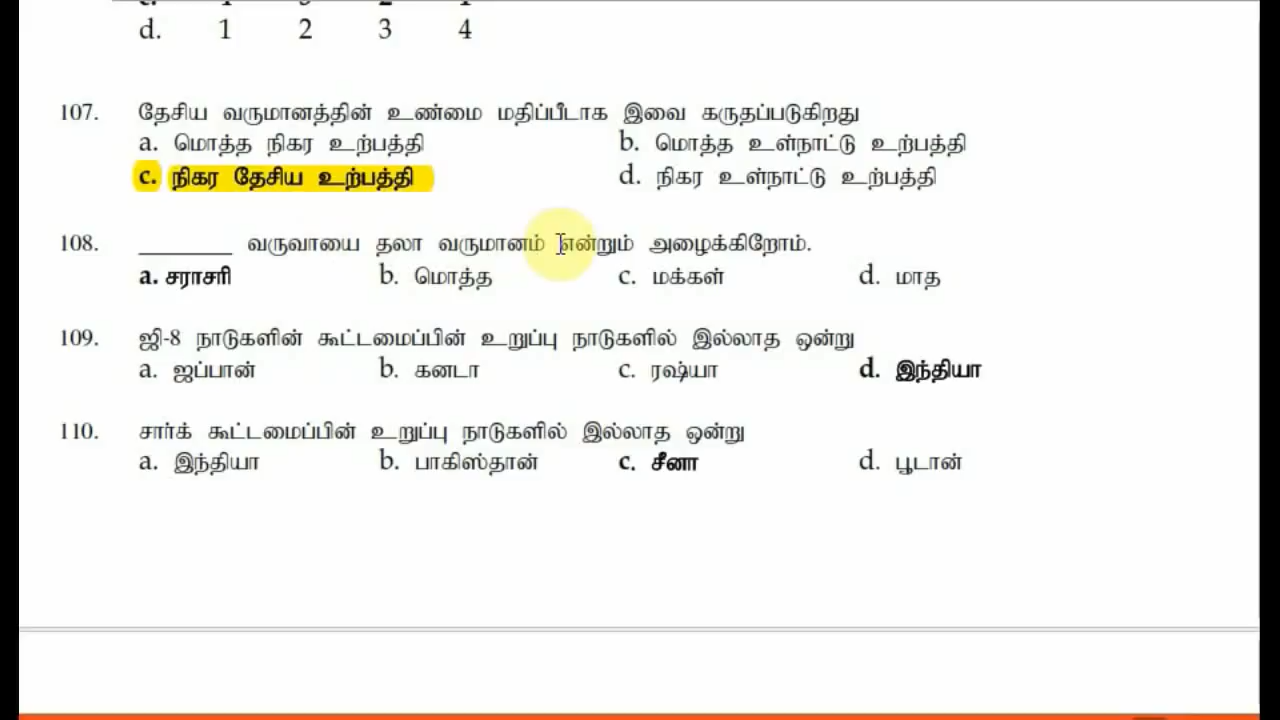 d. 1 2 3 4
107. தேசிய வருமானத்தின் உண்மை மதிப்பீடாக இவை கருதப்படுகிறது
a. மொத்த நிகர உற்பத்தி b. மொத்த உள்நாட்டு உற்பத்தி
c. நிகர தேசிய உற்பத்தி d. நிகர உள்நாட்டு உற்பத்தி
108. ________ வருவாயை தலா வருமானம் என்றும் அழைக்கிறோம்.
a. சராசரி b. மொத்த c. மக்கள் d. மாத
109. ஜி-8 நாடுகளின் கூட்டமைப்பின் உறுப்பு நாடுகளில் இல்லாத ஒன்று
a. ஜப்பான் b. கனடா c. ரஷ்யா d. இந்தியா
110. சார்க் கூட்டமைப்பின் உறுப்பு நாடுகளில் இல்லாத ஒன்று
a. இந்தியா b. பாகிஸ்தான் c. சீனா d. பூடான்